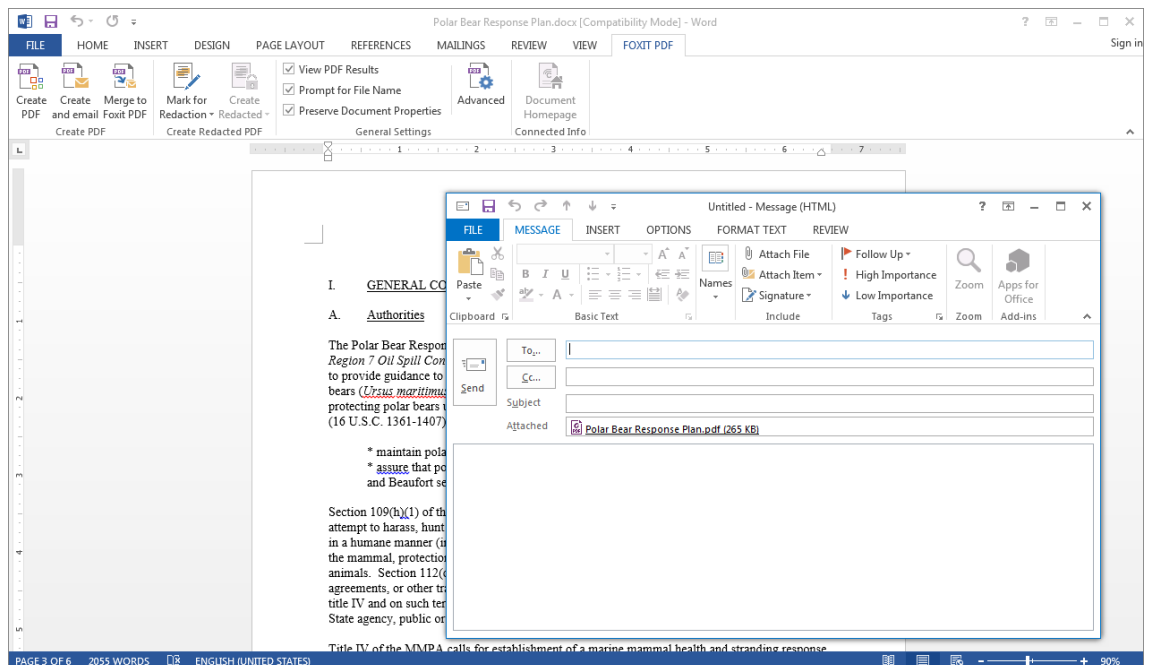 Polar Bear Response Plan.docx [Compatibility Mode] - Word
FILE HOME INSERT DESIGN PAGE LAYOUT REFERENCES MAILINGS REVIEW VIEW FOXIT PDF Sign in
Create PDF
Create and email
Merge to Foxit PDF
Create PDF
Mark for Redaction
Create Redacted
Create Redacted PDF
View PDF Results
Prompt for File Name
Preserve Document Properties
General Settings
Advanced
Document Homepage
Connected Info
1 2 3 4 5 6 7
I. GENERAL CO
A. Authorities
The Polar Bear Respon
Region 7 Oil Spill Con
to provide guidance to
bears (Ursus maritimus
protecting polar bears u
(16 U.S.C. 1361-1407)
* maintain pola
* assure that po
and Beaufort se
Section 109(h)(1) of th
attempt to harass, hunt
in a humane manner (i
the mammal, protection
animals. Section 112(c
agreements, or other tra
title IV and on such ter
State agency, public or
Title IV of the MMPA calls for establishment of a marine mammal health and stranding response
Untitled - Message (HTML)
FILE MESSAGE INSERT OPTIONS FORMAT TEXT REVIEW
Paste
Clipboard
B I U
Basic Text
Names
Attach File
Attach Item
Signature
Include
Follow Up
High Importance
Low Importance
Tags
Zoom
Zoom
Apps for Office
Add-ins
Send
To...
Cc...
Subject
Attached Polar Bear Response Plan.pdf (265 KB)
PAGE 3 OF 6 2055 WORDS ENGLISH (UNITED STATES) 90%